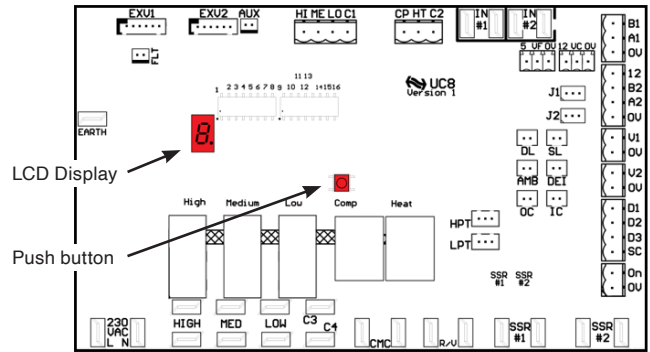 EXV1 EXV2 AUX HI ME LO C1 CP HT C2 IN #1 IN #2
FLT
5 VF 0V 12 VC 0V
B1
A1
0V
12
B2
A2
0V
V1
0V
V2
0V
D1
D2
D3
SC
On
0V
11 13
1 2 3 4 5 6 7 8 9 10 12 14 15 16
UC8
Version 1
J1
J2
EARTH
8.
LCD Display
DL SL
AMB DEI
OC IC
High Medium Low Comp Heat
HPT
LPT
Push button
SSR #1 SSR #2
230 VAC
L N
HIGH MED LOW C3 C4
CMC R/V SSR #1 SSR #2